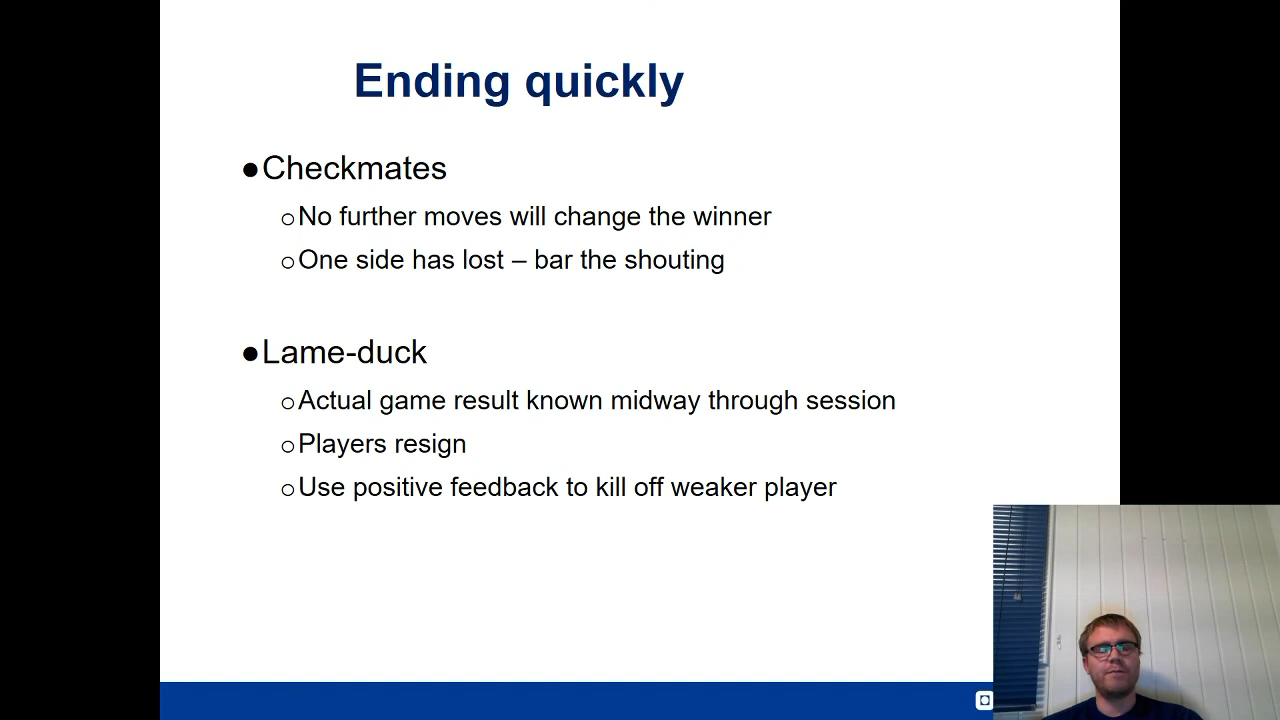 Ending quickly
●Checkmates
○No further moves will change the winner
○One side has lost – bar the shouting
●Lame-duck
○Actual game result known midway through session
○Players resign
○Use positive feedback to kill off weaker player